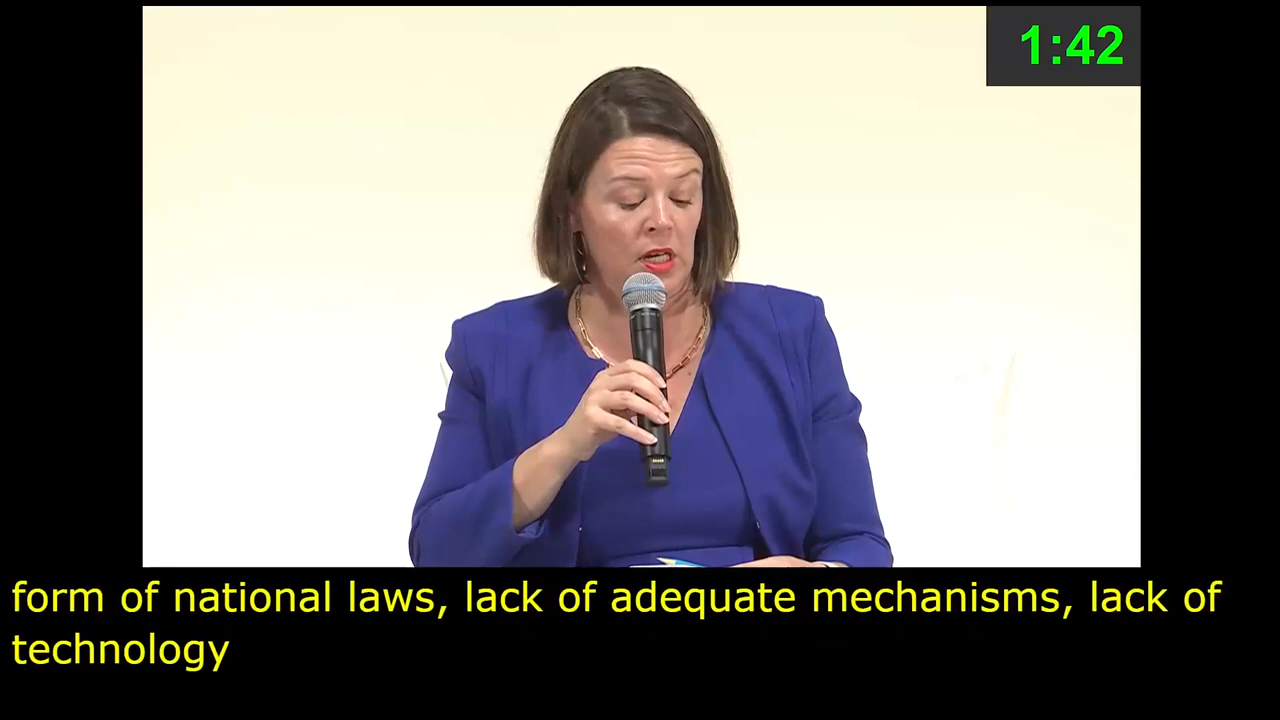 1:42
form of national laws, lack of adequate mechanisms, lack of
technology